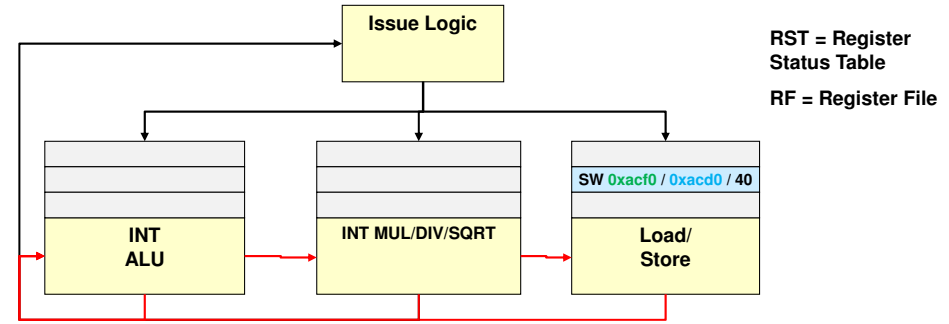 Issue Logic
RST = Register
Status Table
RF = Register File
SW 0xacf0 / 0xacd0 / 40
INT
ALU
INT MUL/DIV/SQRT
Load/
Store